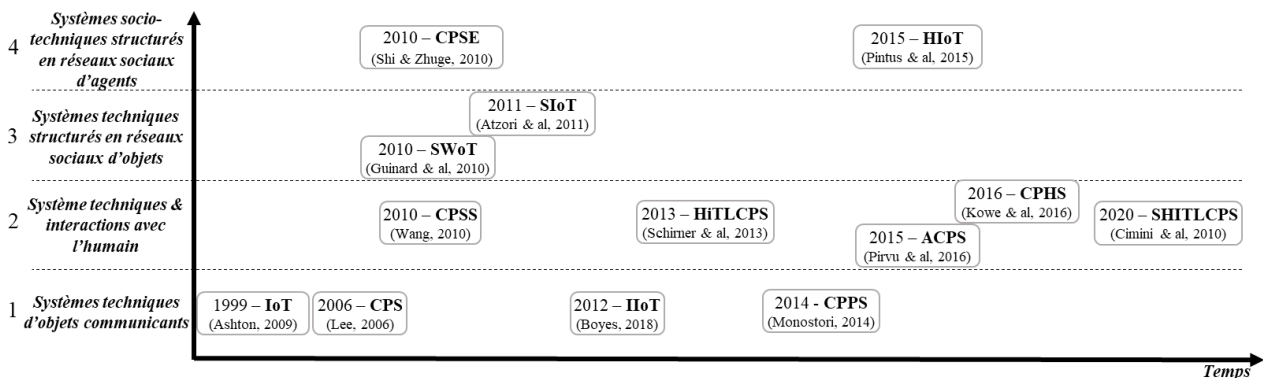 4
Systèmes socio-
techniques structurés
en réseaux sociaux
d'agents
2010 – CPSE
(Shi & Zhuge, 2010)
2015 – HIoT
(Pintus & al, 2015)
3
Systèmes techniques
structurés en réseaux
sociaux d'objets
2011 – SIoT
(Atzori & al, 2011)
2010 – SWoT
(Guinard & al, 2010)
2
Système techniques &
interactions avec
l'humain
2010 – CPSS
(Wang, 2010)
2013 – HiTLCPS
(Schirner & al, 2013)
2015 – ACPS
(Pirvu & al, 2016)
2016 – CPHS
(Kowe & al, 2016)
2020 – SHITLCPS
(Cimini & al, 2010)
1
Systèmes techniques
d'objets communicants
1999 – IoT
(Ashton, 2009)
2006 – CPS
(Lee, 2006)
2012 – IIoT
(Boyes, 2018)
2014 - CPPS
(Monostori, 2014)
Temps